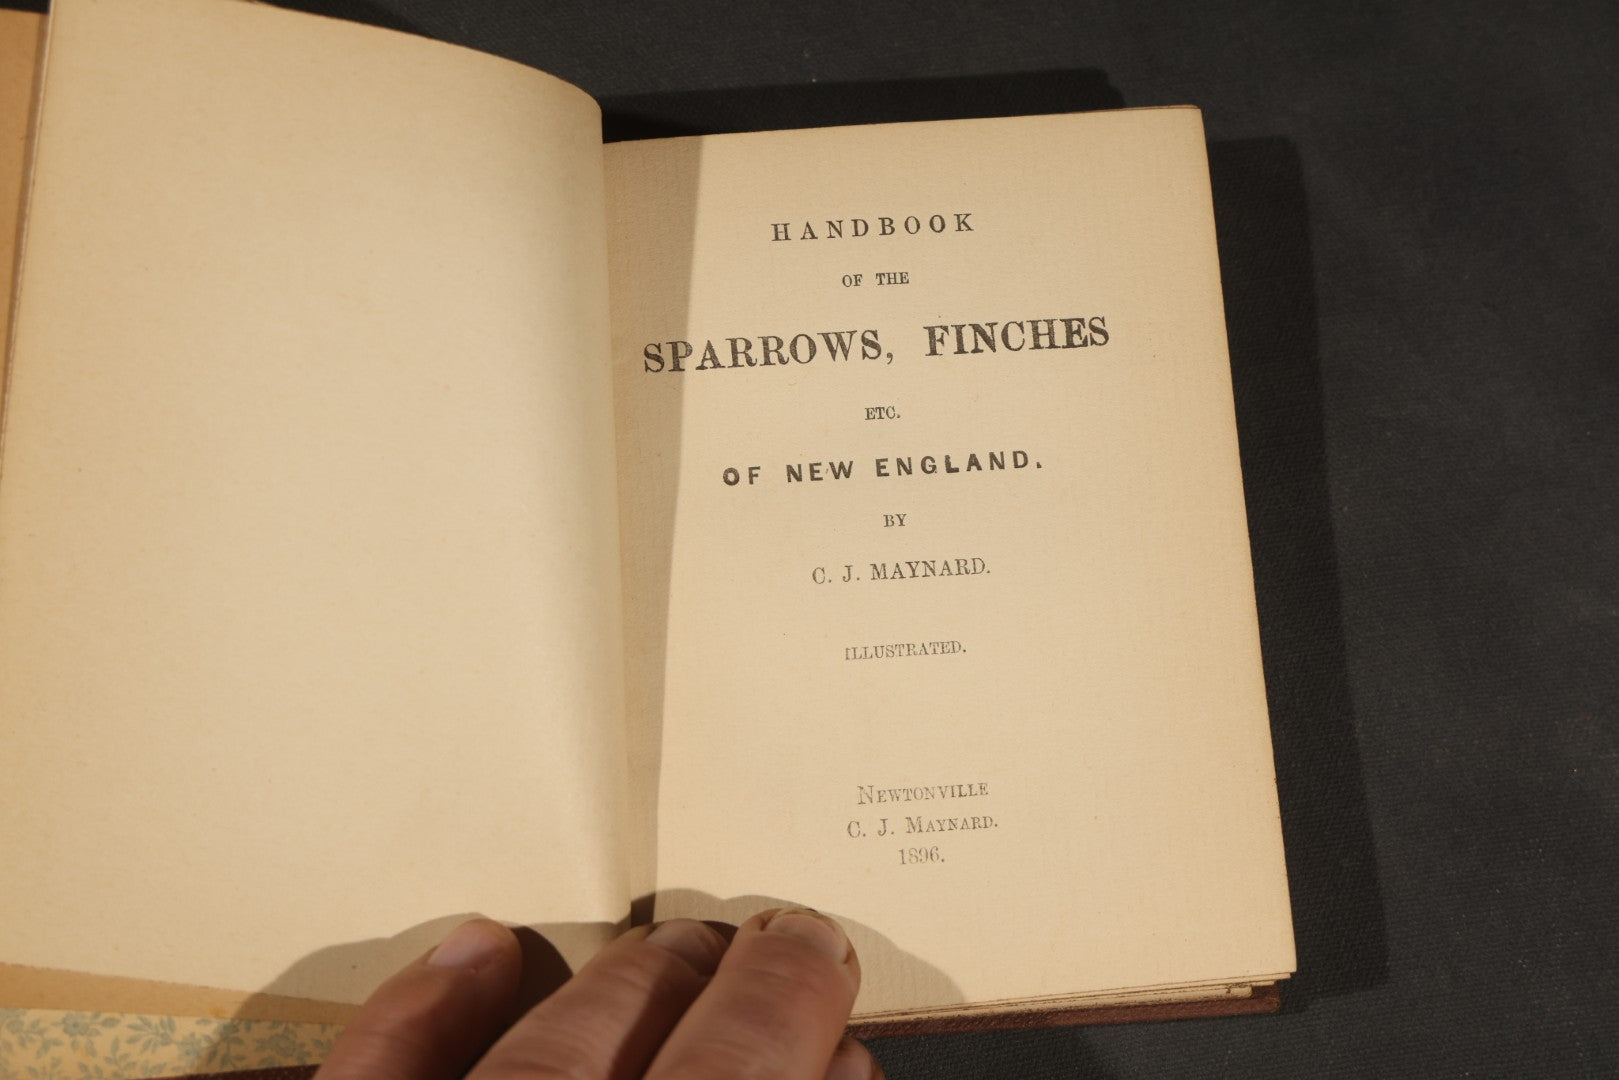 HANDBOOK
OF THE
SPARROWS, FINCHES
ETC.
OF NEW ENGLAND.
BY
C. J. MAYNARD.
ILLUSTRATED.
NEWTONVILLE
C. J. MAYNARD.
1896.